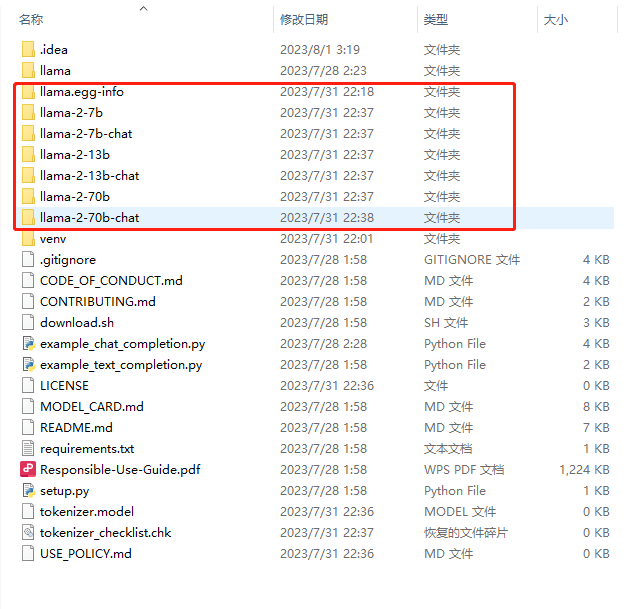 名称 修改日期 类型 大小
.idea 2023/8/1 3:19 文件夹
llama 2023/7/28 2:23 文件夹
llama.egg-info 2023/7/31 22:18 文件夹
llama-2-7b 2023/7/31 22:37 文件夹
llama-2-7b-chat 2023/7/31 22:37 文件夹
llama-2-13b 2023/7/31 22:37 文件夹
llama-2-13b-chat 2023/7/31 22:37 文件夹
llama-2-70b 2023/7/31 22:37 文件夹
llama-2-70b-chat 2023/7/31 22:38 文件夹
venv 2023/7/31 22:01 文件夹
.gitignore 2023/7/28 1:58 GITIGNORE 文件 4 KB
CODE_OF_CONDUCT.md 2023/7/28 1:58 MD 文件 4 KB
CONTRIBUTING.md 2023/7/28 1:58 MD 文件 2 KB
download.sh 2023/7/28 1:58 SH 文件 3 KB
example_chat_completion.py 2023/7/28 2:28 Python File 4 KB
example_text_completion.py 2023/7/28 1:58 Python File 2 KB
LICENSE 2023/7/31 22:36 文件 0 KB
MODEL_CARD.md 2023/7/28 1:58 MD 文件 8 KB
README.md 2023/7/28 1:58 MD 文件 7 KB
requirements.txt 2023/7/28 1:58 文本文档 1 KB
Responsible-Use-Guide.pdf 2023/7/28 1:58 WPS PDF 文档 1,224 KB
setup.py 2023/7/28 1:58 Python File 1 KB
tokenizer.model 2023/7/31 22:36 MODEL 文件 0 KB
tokenizer_checklist.chk 2023/7/31 22:37 恢复的文件碎片 0 KB
USE_POLICY.md 2023/7/31 22:36 MD 文件 0 KB